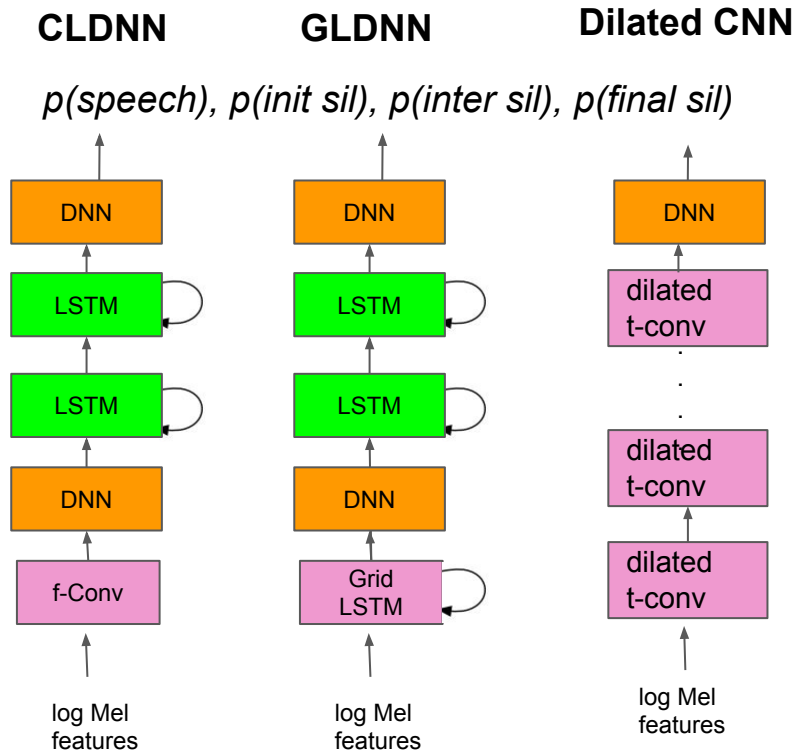 CLDNN GLDNN Dilated CNN
p(speech), p(init sil), p(inter sil), p(final sil)
DNN
LSTM
LSTM
DNN
f-Conv
log Mel
features
DNN
LSTM
LSTM
DNN
Grid
LSTM
log Mel
features
DNN
dilated
t-conv
dilated
t-conv
dilated
t-conv
log Mel
features